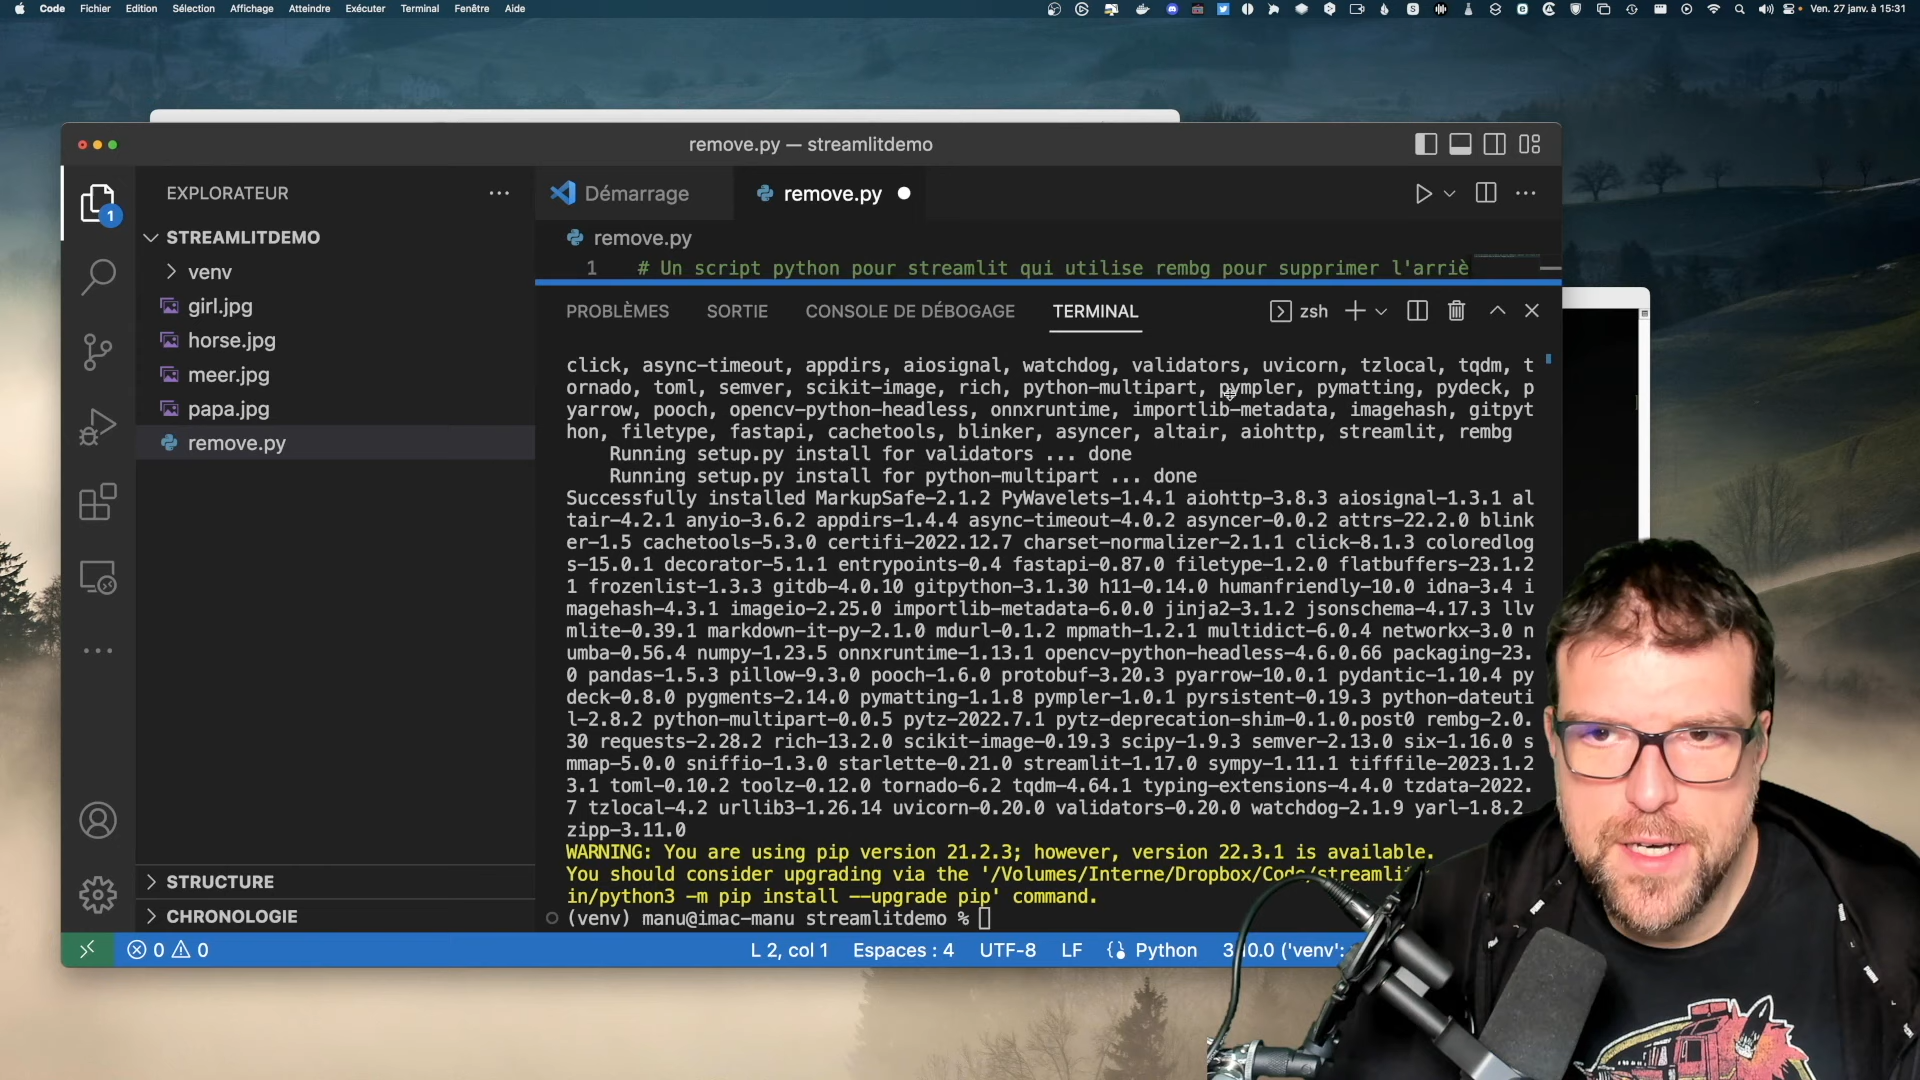 Code Fichier Edition Sélection Affichage Atteindre Exécuter Terminal Fenêtre Aide
Ven. 27 janv. à 15:31
remove.py — streamlitdemo
EXPLORATEUR
1
STREAMLITDEMO
venv
girl.jpg
horse.jpg
meer.jpg
papa.jpg
remove.py
STRUCTURE
CHRONOLOGIE
Démarrage
remove.py
remove.py
1 # Un script python pour streamlit qui utilise rembg pour supprimer l'arriè
PROBLÈMES SORTIE CONSOLE DE DÉBOGAGE TERMINAL
zsh
click, async-timeout, appdirs, aiosignal, watchdog, validators, uvicorn, tzlocal, tqdm, t
ornado, toml, semver, scikit-image, rich, python-multipart, pympler, pymatting, pydeck, p
yarrow, pooch, opencv-python-headless, onnxruntime, importlib-metadata, imagehash, gitpyt
hon, filetype, fastapi, cachetools, blinker, asyncer, altair, aiohttp, streamlit, rembg
Running setup.py install for validators ... done
Running setup.py install for python-multipart ... done
Successfully installed MarkupSafe-2.1.2 PyWavelets-1.4.1 aiohttp-3.8.3 aiosignal-1.3.1 al
tair-4.2.1 anyio-3.6.2 appdirs-1.4.4 async-timeout-4.0.2 asyncer-0.0.2 attrs-22.2.0 blink
er-1.5 cachetools-5.3.0 certifi-2022.12.7 charset-normalizer-2.1.1 click-8.1.3 coloredlog
s-15.0.1 decorator-5.1.1 entrypoints-0.4 fastapi-0.87.0 filetype-1.2.0 flatbuffers-23.1.2
1 frozenlist-1.3.3 gitdb-4.0.10 gitpython-3.1.30 h11-0.14.0 humanfriendly-10.0 idna-3.4 i
magehash-4.3.1 imageio-2.25.0 importlib-metadata-6.0.0 jinja2-3.1.2 jsonschema-4.17.3 llv
mlite-0.39.1 markdown-it-py-2.1.0 mdurl-0.1.2 mpmath-1.2.1 multidict-6.0.4 networkx-3.0 n
umba-0.56.4 numpy-1.23.5 onnxruntime-1.13.1 opencv-python-headless-4.6.0.66 packaging-23.
0 pandas-1.5.3 pillow-9.3.0 pooch-1.6.0 protobuf-3.20.3 pyarrow-10.0.1 pydantic-1.10.4 py
deck-0.8.0 pygments-2.14.0 pymatting-1.1.8 pympler-1.0.1 pyrsistent-0.19.3 python-dateuti
l-2.8.2 python-multipart-0.0.5 pytz-2022.7.1 pytz-deprecation-shim-0.1.0.post0 rembg-2.0.
30 requests-2.28.2 rich-13.2.0 scikit-image-0.19.3 scipy-1.9.3 semver-2.13.0 six-1.16.0 s
mmap-5.0.0 sniffio-1.3.0 starlette-0.21.0 streamlit-1.17.0 sympy-1.11.1 tifffile-2023.1.2
3.1 toml-0.10.2 toolz-0.12.0 tornado-6.2 tqdm-4.64.1 typing-extensions-4.4.0 tzdata-2022.
7 tzlocal-4.2 urllib3-1.26.14 uvicorn-0.20.0 validators-0.20.0 watchdog-2.1.9 yarl-1.8.2
zipp-3.11.0
WARNING: You are using pip version 21.2.3; however, version 22.3.1 is available.
You should consider upgrading via the '/Volumes/Interne/Dropbox/Code/streamli
in/python3 -m pip install --upgrade pip' command.
(venv) manu@imac-manu streamlitdemo %
0 0 L 2, col 1 Espaces : 4 UTF-8 LF Python ('venv':